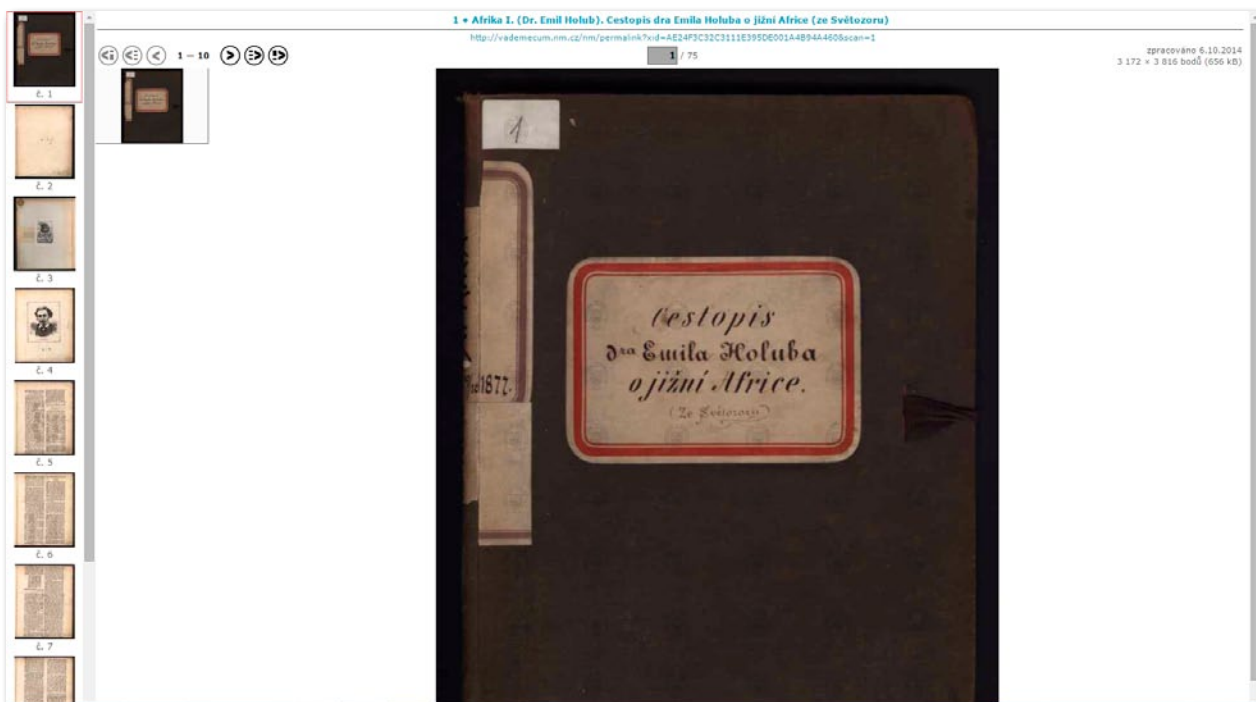 1 • Afrika I. (Dr. Emil Holub). Cestopis dra Emila Holuba o jižní Africe (ze Světozoru)
http://vademecum.nm.cz/nm/permalink?xid=AE24F3C32C3111E395DE001A4B94A460&scan=1
1 – 10
1 / 75
zpracováno 6.10.2014
3 172 × 3 816 bodů (656 kB)
č. 1
č. 2
č. 3
č. 4
č. 5
č. 6
č. 7
1
1877.
Cestopis
dra Emila Holuba
o jižní Africe.
(Ze Světozoru)